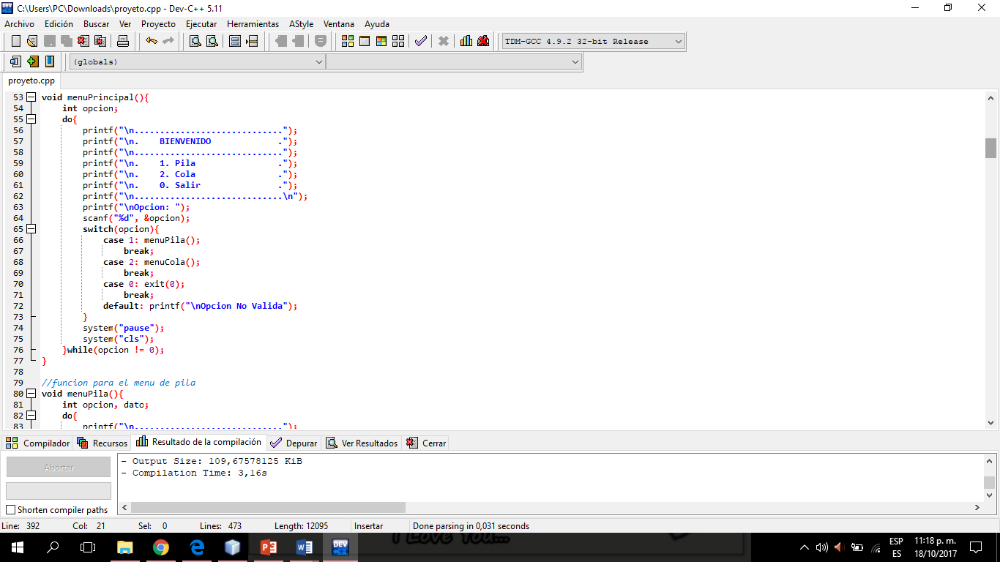 C:\Users\PC\Downloads\proyeto.cpp - Dev-C++ 5.11
Archivo Edición Buscar Ver Proyecto Ejecutar Herramientas AStyle Ventana Ayuda
TDM-GCC 4.9.2 32-bit Release
(globals)
proyeto.cpp
53 void menuPrincipal(){
54 int opcion;
55 do{
56 printf("\n.............................");
57 printf("\n.    BIENVENIDO             .");
58 printf("\n.............................");
59 printf("\n.    1. Pila                .");
60 printf("\n.    2. Cola                .");
61 printf("\n.    0. Salir               .");
62 printf("\n.............................\n");
63 printf("\nOpcion: ");
64 scanf("%d", &opcion);
65 switch(opcion){
66 case 1: menuPila();
67 break;
68 case 2: menuCola();
69 break;
70 case 0: exit(0);
71 break;
72 default: printf("\nOpcion No Valida");
73 }
74 system("pause");
75 system("cls");
76 }while(opcion != 0);
77 }
78
79 //funcion para el menu de pila
80 void menuPila(){
81 int opcion, dato;
82 do{
83 printf("\n.............................");
Compilador Recursos Resultado de la compilación Depurar Ver Resultados Cerrar
Abortar
Shorten compiler paths
- Output Size: 109,67578125 KiB
- Compilation Time: 3,16s
Line: 392 Col: 21 Sel: 0 Lines: 473 Length: 12095 Insertar Done parsing in 0,031 seconds
I Love You...
DEV C++
ESP
ES
11:18 p. m.
18/10/2017